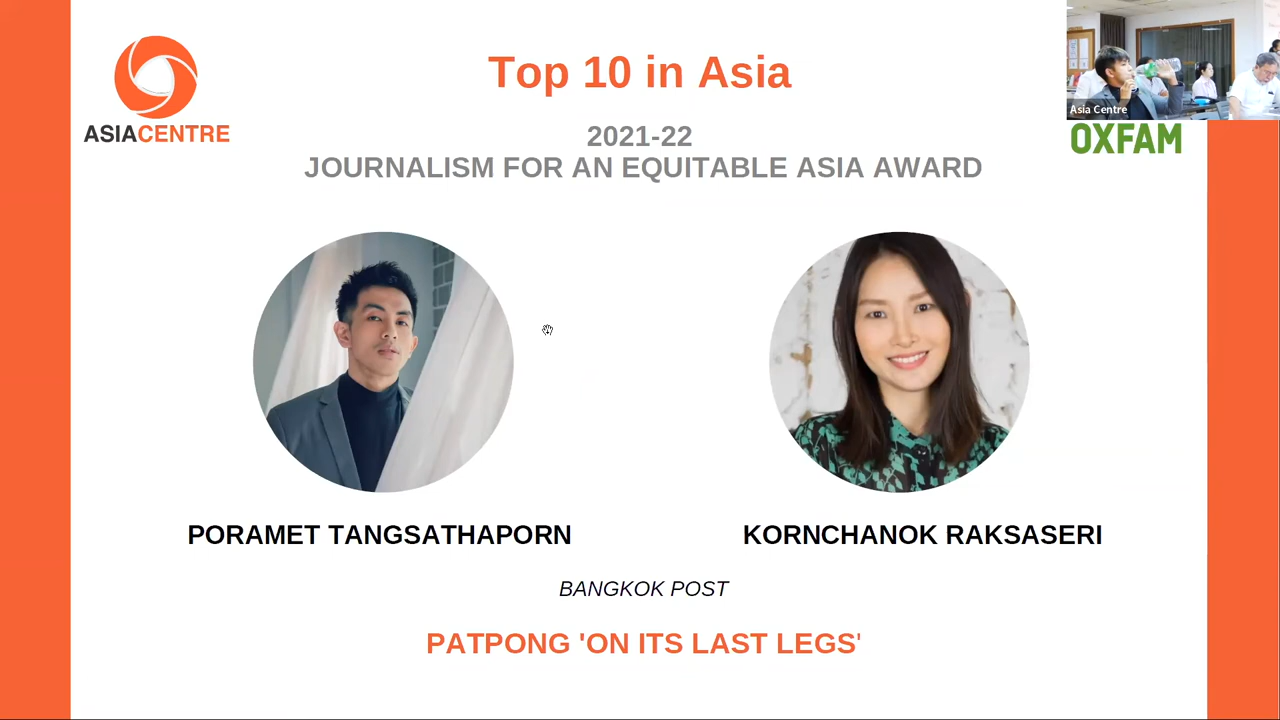 Top 10 in Asia
Asia Centre
ASIACENTRE
OXFAM
2021-22
JOURNALISM FOR AN EQUITABLE ASIA AWARD
PORAMET TANGSATHAPORN
KORNCHANOK RAKSASERI
BANGKOK POST
PATPONG 'ON ITS LAST LEGS'